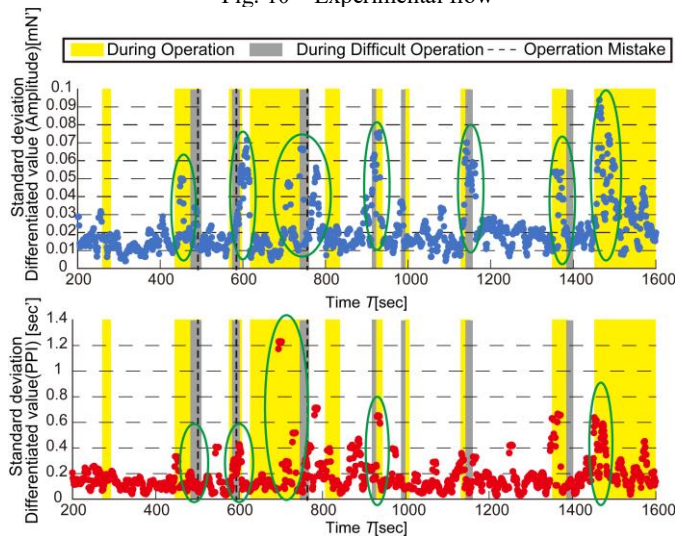 Fig. 10 Experimental flow
During Operation During Difficult Operation Operration Mistake
Standard deviation
Differentiated value (Amplitude)[mN']
0.1
0.09
0.08
0.07
0.06
0.05
0.04
0.03
0.02
0.01
0
200 400 600 800 1000 1200 1400 1600
Time T[sec]
Standard deviation
Differentiated value(PPI) [sec']
1.4
1.2
1
0.8
0.6
0.4
0.2
0
200 400 600 800 1000 1200 1400 1600
Time T[sec]